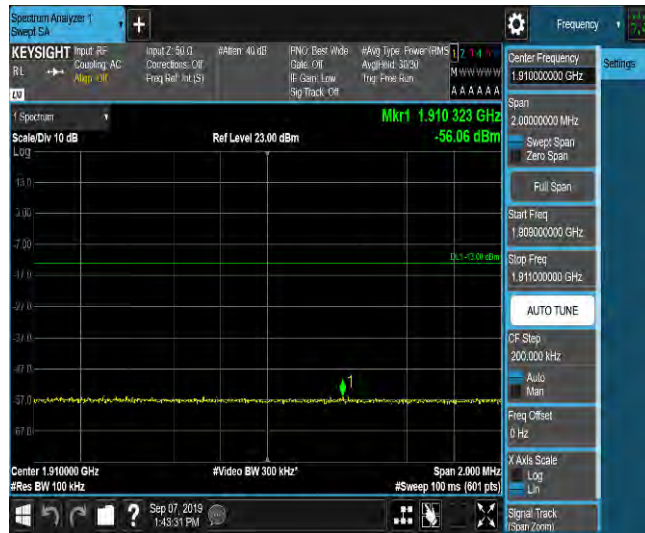 Spectrum Analyzer 1
Swept SA
Frequency
KEYSIGHT
RL
Input: RF
Coupling: AC
Align: Off
Input Z: 50 Ω
Corrections: Off
Freq Ref: Int (S)
#Atten: 40 dB
PNO: Best Wide
Gate: Off
IF Gain: Low
Sig Track: Off
#Avg Type: Power (RMS
Avg|Hold: 30/30
Trig: Free Run
M W W W W W
A A A A A A
LW
1 Spectrum
Scale/Div 10 dB
Log
Ref Level 23.00 dBm
Mkr1 1.910 323 GHz
-56.06 dBm
13.0
3.00
-7.00
DL1 -13.00 dBm
-17.0
-27.0
-37.0
-47.0
1
-57.0
-67.0
Center 1.910000 GHz
#Video BW 300 kHz*
Span 2.000 MHz
#Res BW 100 kHz
#Sweep 100 ms (601 pts)
?
Sep 07, 2019
1:43:31 PM
Center Frequency
1.910000000 GHz
Settings
Span
2.00000000 MHz
Swept Span
Zero Span
Full Span
Start Freq
1.909000000 GHz
Stop Freq
1.911000000 GHz
AUTO TUNE
CF Step
200.000 kHz
Auto
Man
Freq Offset
0 Hz
X Axis Scale
Log
Lin
Signal Track
(Span Zoom)